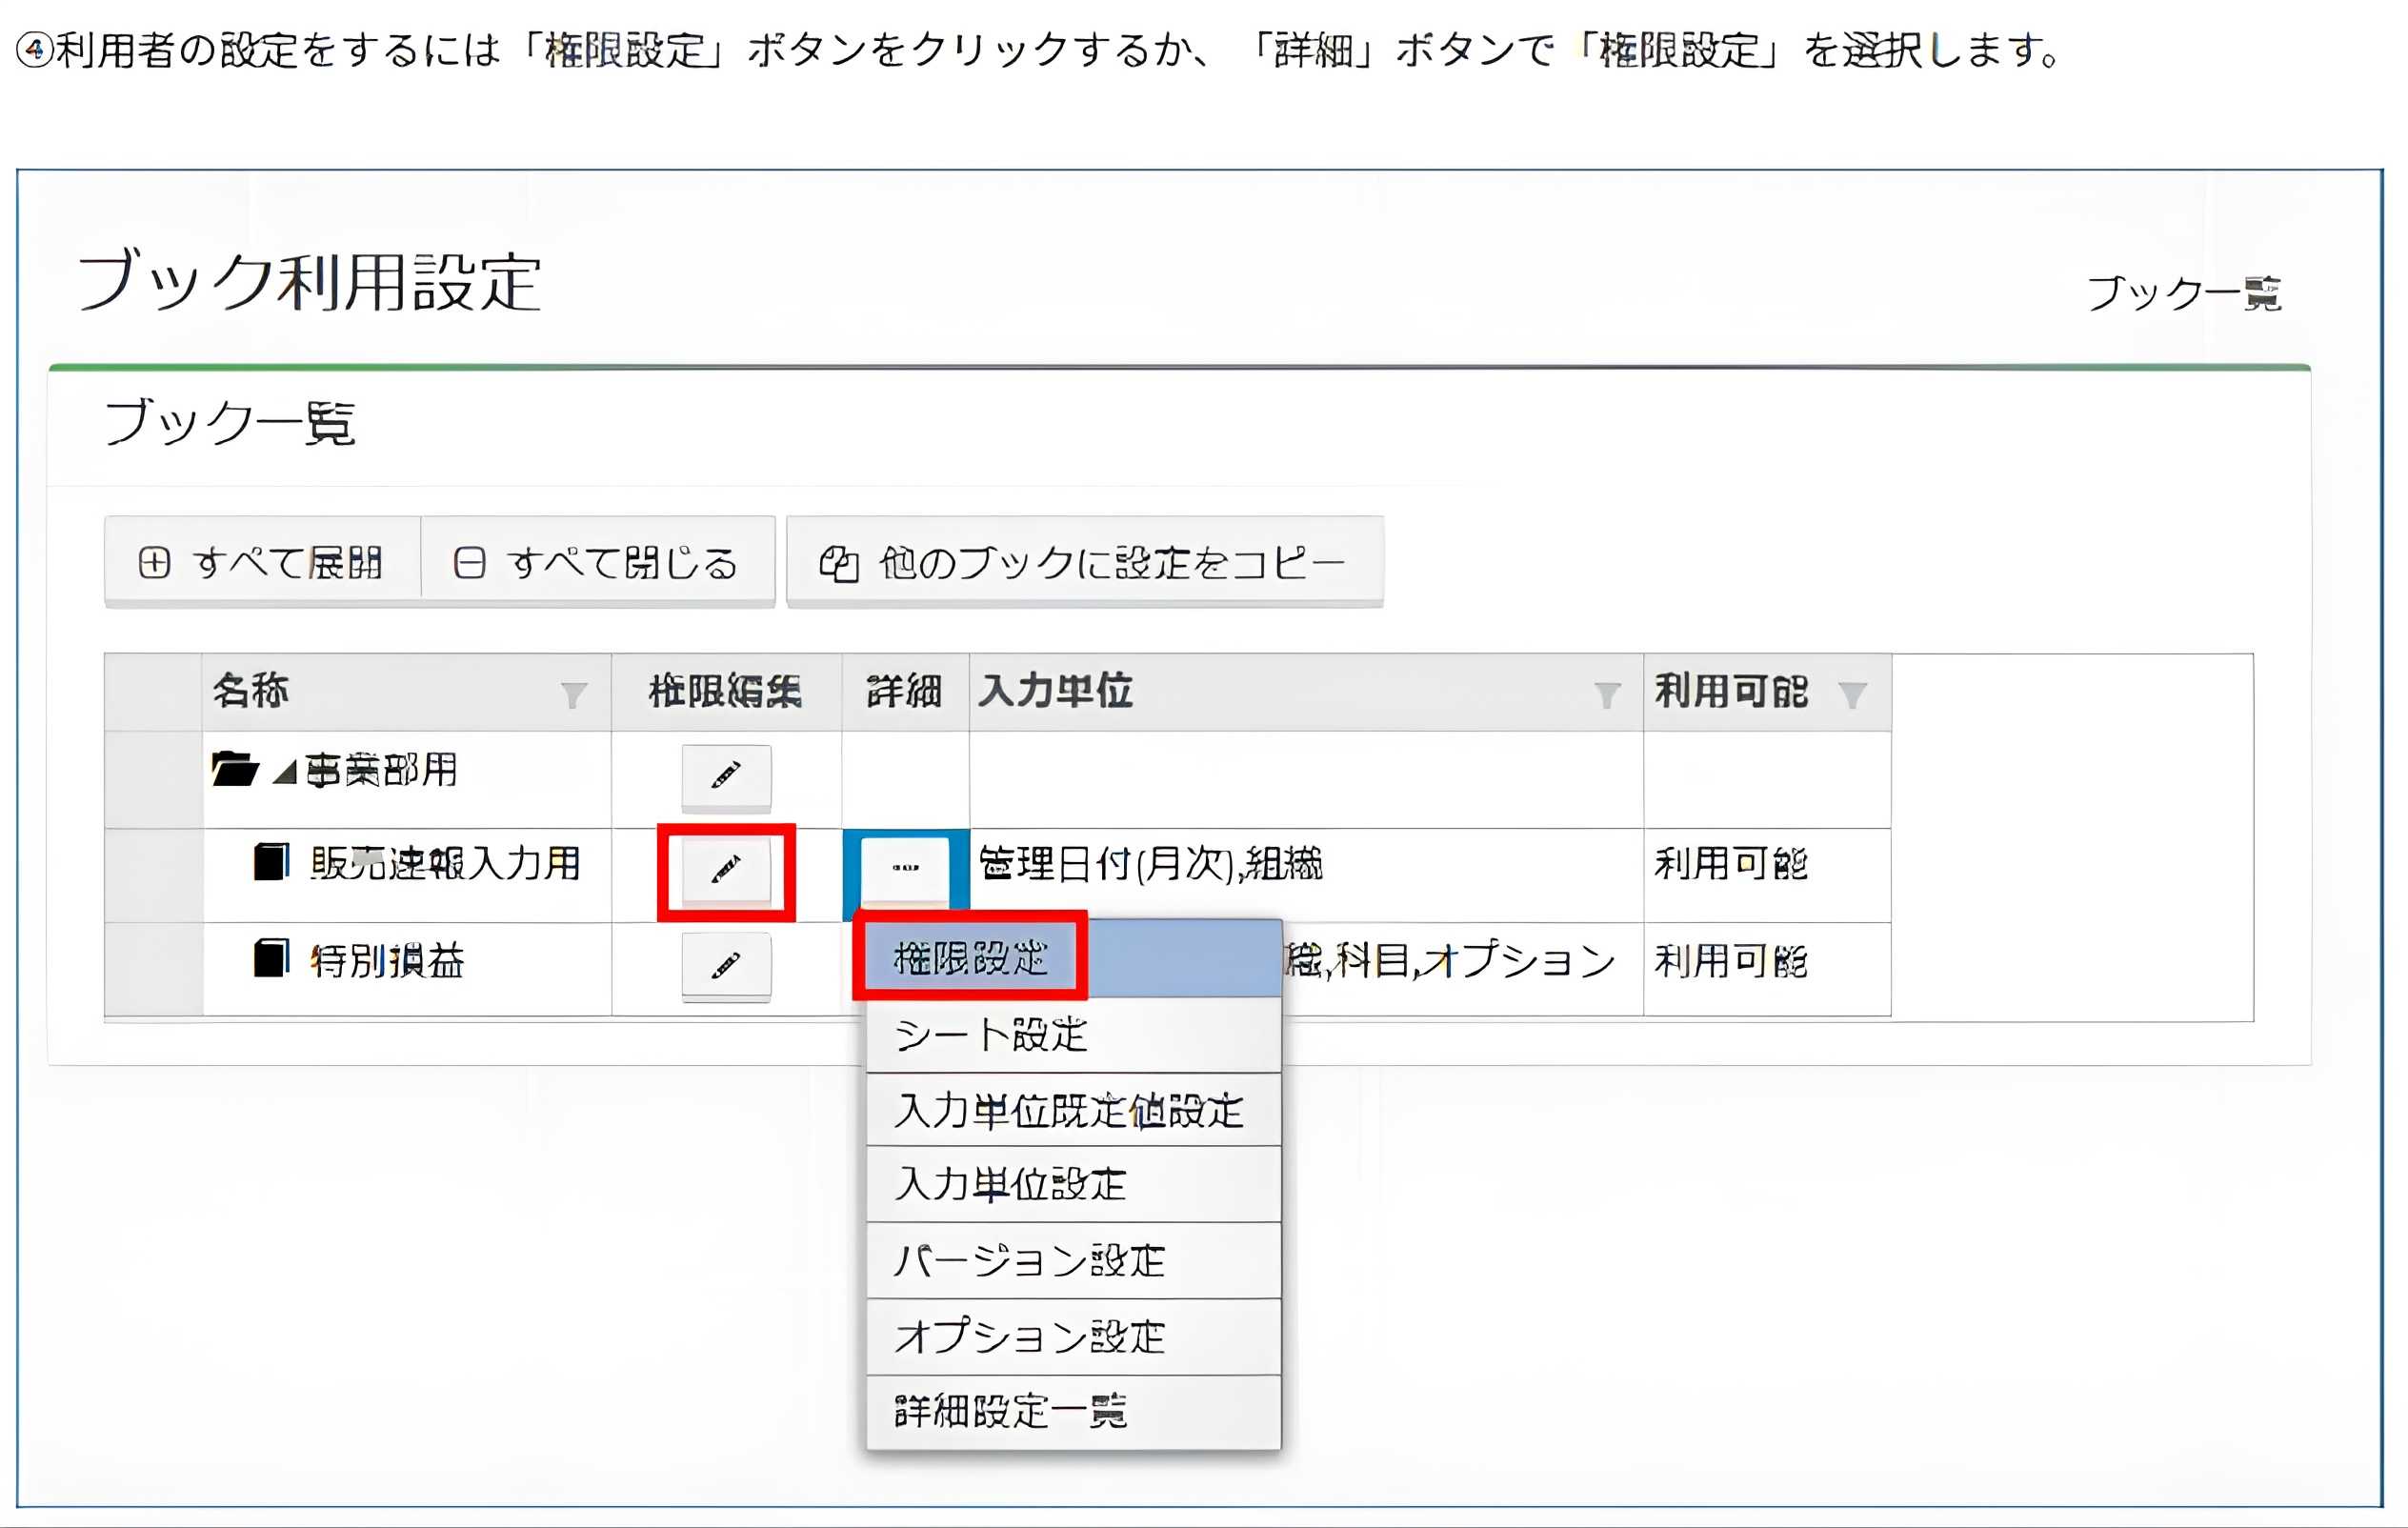 ④利用者の設定をするには「権限設定」ボタンをクリックするか、「詳細」ボタンで「権限設定」を選択します。
ブック利用設定
ブック一覧
ブック一覧
すべて展開 すべて閉じる 他のブックに設定をコピー
名称 権限編集 詳細 入力単位 利用可能
事業部用
販売速報入力用 管理日付(月次),組織 利用可能
特別損益 織,科目,オプション 利用可能
権限設定
シート設定
入力単位既定値設定
入力単位設定
バージョン設定
オプション設定
詳細設定一覧